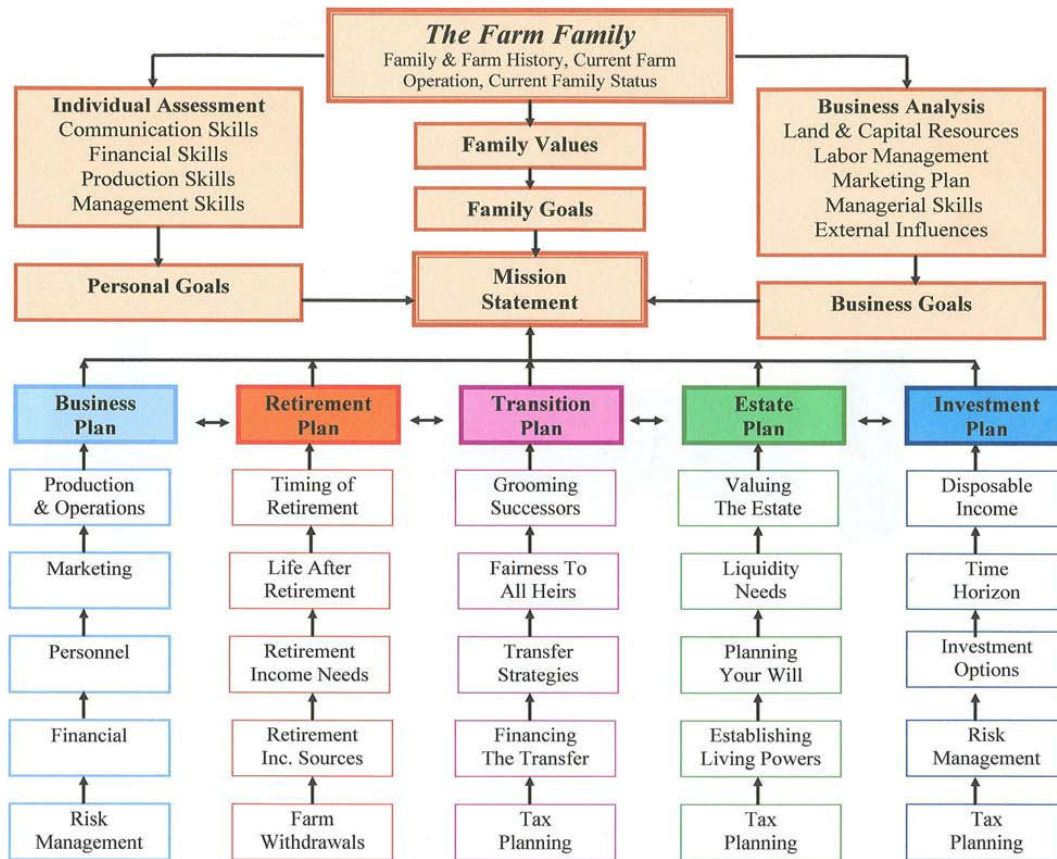 The Farm Family
Family & Farm History, Current Farm
Operation, Current Family Status
Individual Assessment
Communication Skills
Financial Skills
Production Skills
Management Skills
Family Values
Business Analysis
Land & Capital Resources
Labor Management
Marketing Plan
Managerial Skills
External Influences
Family Goals
Personal Goals
Mission
Statement
Business Goals
Business
Plan
Retirement
Plan
Transition
Plan
Estate
Plan
Investment
Plan
Production
& Operations
Marketing
Personnel
Financial
Risk
Management
Timing of
Retirement
Life After
Retirement
Retirement
Income Needs
Retirement
Inc. Sources
Farm
Withdrawals
Grooming
Successors
Fairness To
All Heirs
Transfer
Strategies
Financing
The Transfer
Tax
Planning
Valuing
The Estate
Liquidity
Needs
Planning
Your Will
Establishing
Living Powers
Tax
Planning
Disposable
Income
Time
Horizon
Investment
Options
Risk
Management
Tax
Planning